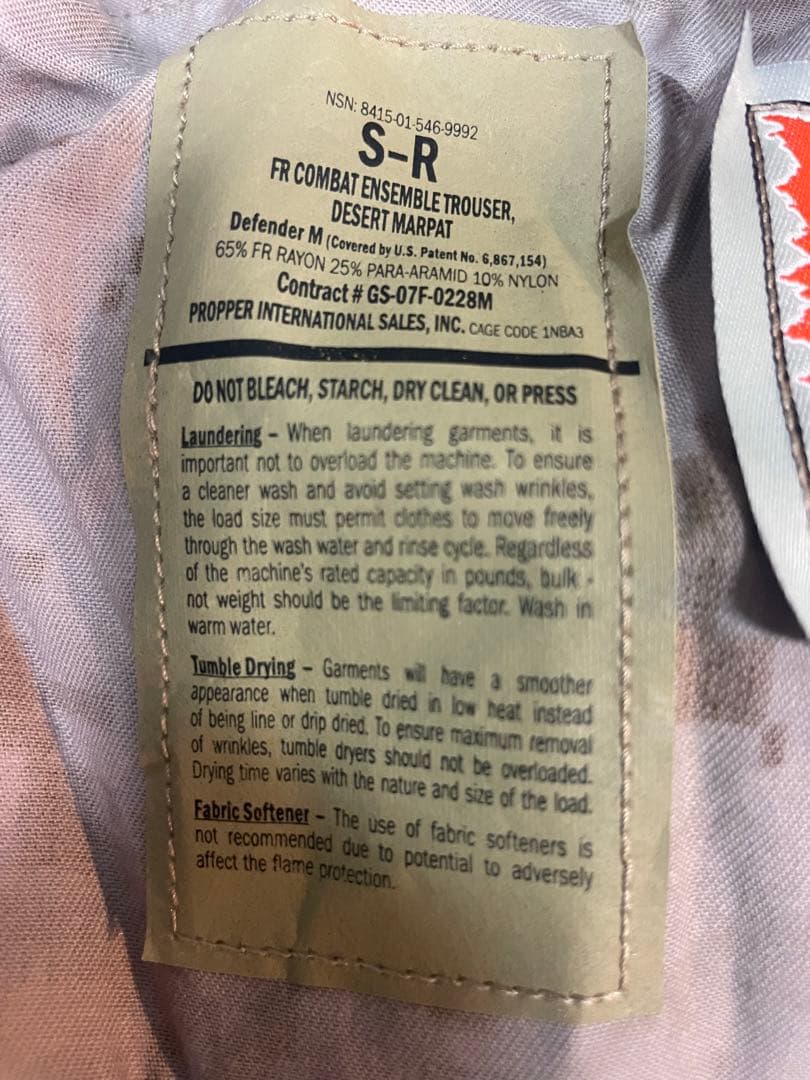 NSN: 8415-01-546-9992
S-R
FR COMBAT ENSEMBLE TROUSER,
DESERT MARPAT
Defender M (Covered by U.S. Patent No. 6,867,154)
65% FR RAYON 25% PARA-ARAMID 10% NYLON
Contract # GS-07F-0228M
PROPPER INTERNATIONAL SALES, INC. CAGE CODE 1NBA3
DO NOT BLEACH, STARCH, DRY CLEAN, OR PRESS
Laundering – When laundering garments, it is
important not to overload the machine. To ensure
a cleaner wash and avoid setting wash wrinkles,
the load size must permit clothes to move freely
through the wash water and rinse cycle. Regardless
of the machine's rated capacity in pounds, bulk -
not weight should be the limiting factor. Wash in
warm water.
Tumble Drying – Garments will have a smoother
appearance when tumble dried in low heat instead
of being line or drip dried. To ensure maximum removal
of wrinkles, tumble dryers should not be overloaded.
Drying time varies with the nature and size of the load.
Fabric Softener – The use of fabric softeners is
not recommended due to potential to adversely
affect the flame protection.